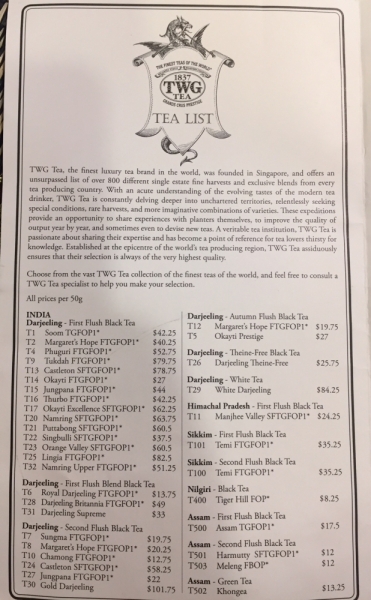 THE FINEST TEAS OF THE WORLD
1837
TWG
TEA
GRANDS CRUS PRESTIGE
TEA LIST
TWG Tea, the finest luxury tea brand in the world, was founded in Singapore, and offers an
unsurpassed list of over 800 different single estate fine harvests and exclusive blends from every
tea producing country. With an acute understanding of the evolving tastes of the modern tea
drinker, TWG Tea is constantly delving deeper into unchartered territories, relentlessly seeking
special conditions, rare harvests, and more imaginative combinations of varieties. These expeditions
provide an opportunity to share experiences with planters themselves, to improve the quality of
output year by year, and sometimes even to devise new teas. A veritable tea institution, TWG Tea is
passionate about sharing their expertise and has become a point of reference for tea lovers thirsty for
knowledge. Established at the epicentre of the world's tea producing region, TWG Tea assiduously
ensures that their selection is always of the very highest quality.
Choose from the vast TWG Tea collection of the finest teas of the world, and feel free to consult a
TWG Tea specialist to help you make your selection.
All prices per 50g
INDIA
Darjeeling - First Flush Black Tea
T1 Soom TGFOP1* $42.25
T2 Margaret's Hope FTGFOP1* $40.25
T4 Phuguri FTGFOP1* $52.75
T9 Tukdah FTGFOP1* $79.75
T13 Castleton SFTGFOP1* $78.75
T14 Okayti FTGFOP1* $27
T15 Jungpana FTGFOP1* $44
T16 Thurbo FTGFOP1* $42.25
T17 Okayti Excellence SFTGFOP1* $62.25
T20 Namring SFTGFOP1* $63.75
T21 Puttabong SFTGFOP1* $60.5
T22 Singbulli SFTGFOP1* $37.5
T23 Orange Valley SFTGFOP1* $60.5
T25 Lingia FTGFOP1* $82.5
T32 Namring Upper FTGFOP1* $51.25
Darjeeling - First Flush Blend Black Tea
T6 Royal Darjeeling FTGFOP1* $13.75
T28 Darjeeling Britannia FTGFOP1* $49
T31 Darjeeling Supreme $33
Darjeeling - Second Flush Black Tea
T7 Sungma FTGFOP1* $19.75
T8 Margaret's Hope FTGFOP1* $20.25
T10 Chamong FTGFOP1* $12.75
T24 Castleton SFTGFOP1* $58.25
T27 Jungpana FTGFOP1* $22
T30 Gold Darjeeling $101.75
Darjeeling - Autumn Flush Black Tea
T12 Margaret's Hope FTGFOP1* $19.75
T5 Okayti Prestige $27
Darjeeling - Theine-Free Black Tea
T26 Darjeeling Theine-Free $25.75
Darjeeling - White Tea
T29 White Darjeeling $84.25
Himachal Pradesh - First Flush Black Tea
T11 Manjhee Valley SFTGFOP1* $24.25
Sikkim - First Flush Black Tea
T101 Temi FTGFOP1* $35.25
Sikkim - Second Flush Black Tea
T100 Temi FTGFOP1* $35.25
Nilgiri - Black Tea
T400 Tiger Hill FOP* $8.25
Assam - First Flush Black Tea
T500 Assam TGFOP1* $17.5
Assam - Second Flush Black Tea
T501 Harmutty SFTGFOP1* $12
T503 Meleng FBOP* $12
Assam - Green Tea
T502 Khongea $13.25